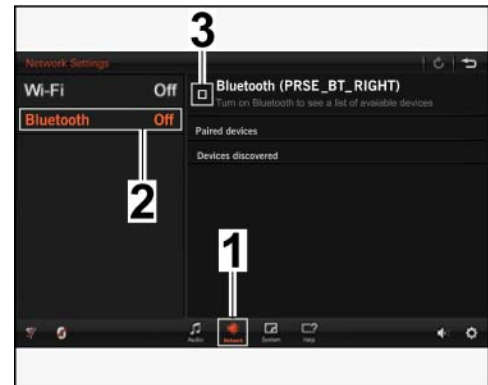 3
Network Settings
Wi-Fi Off
Bluetooth (PRSE_BT_RIGHT)
Turn on Bluetooth to see a list of avaiable devices
Bluetooth Off
Paired devices
Devices discovered
2
1
Audio Network System Help